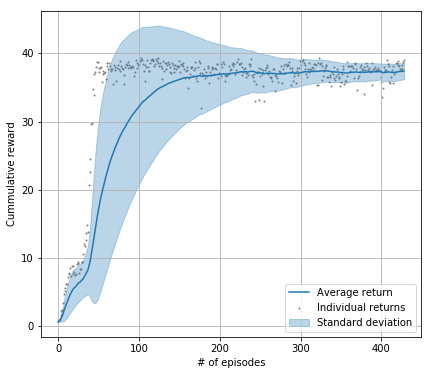 Cummulative reward
40
30
20
10
0
0
100
200
300
400
# of episodes
Average return
Individual returns
Standard deviation